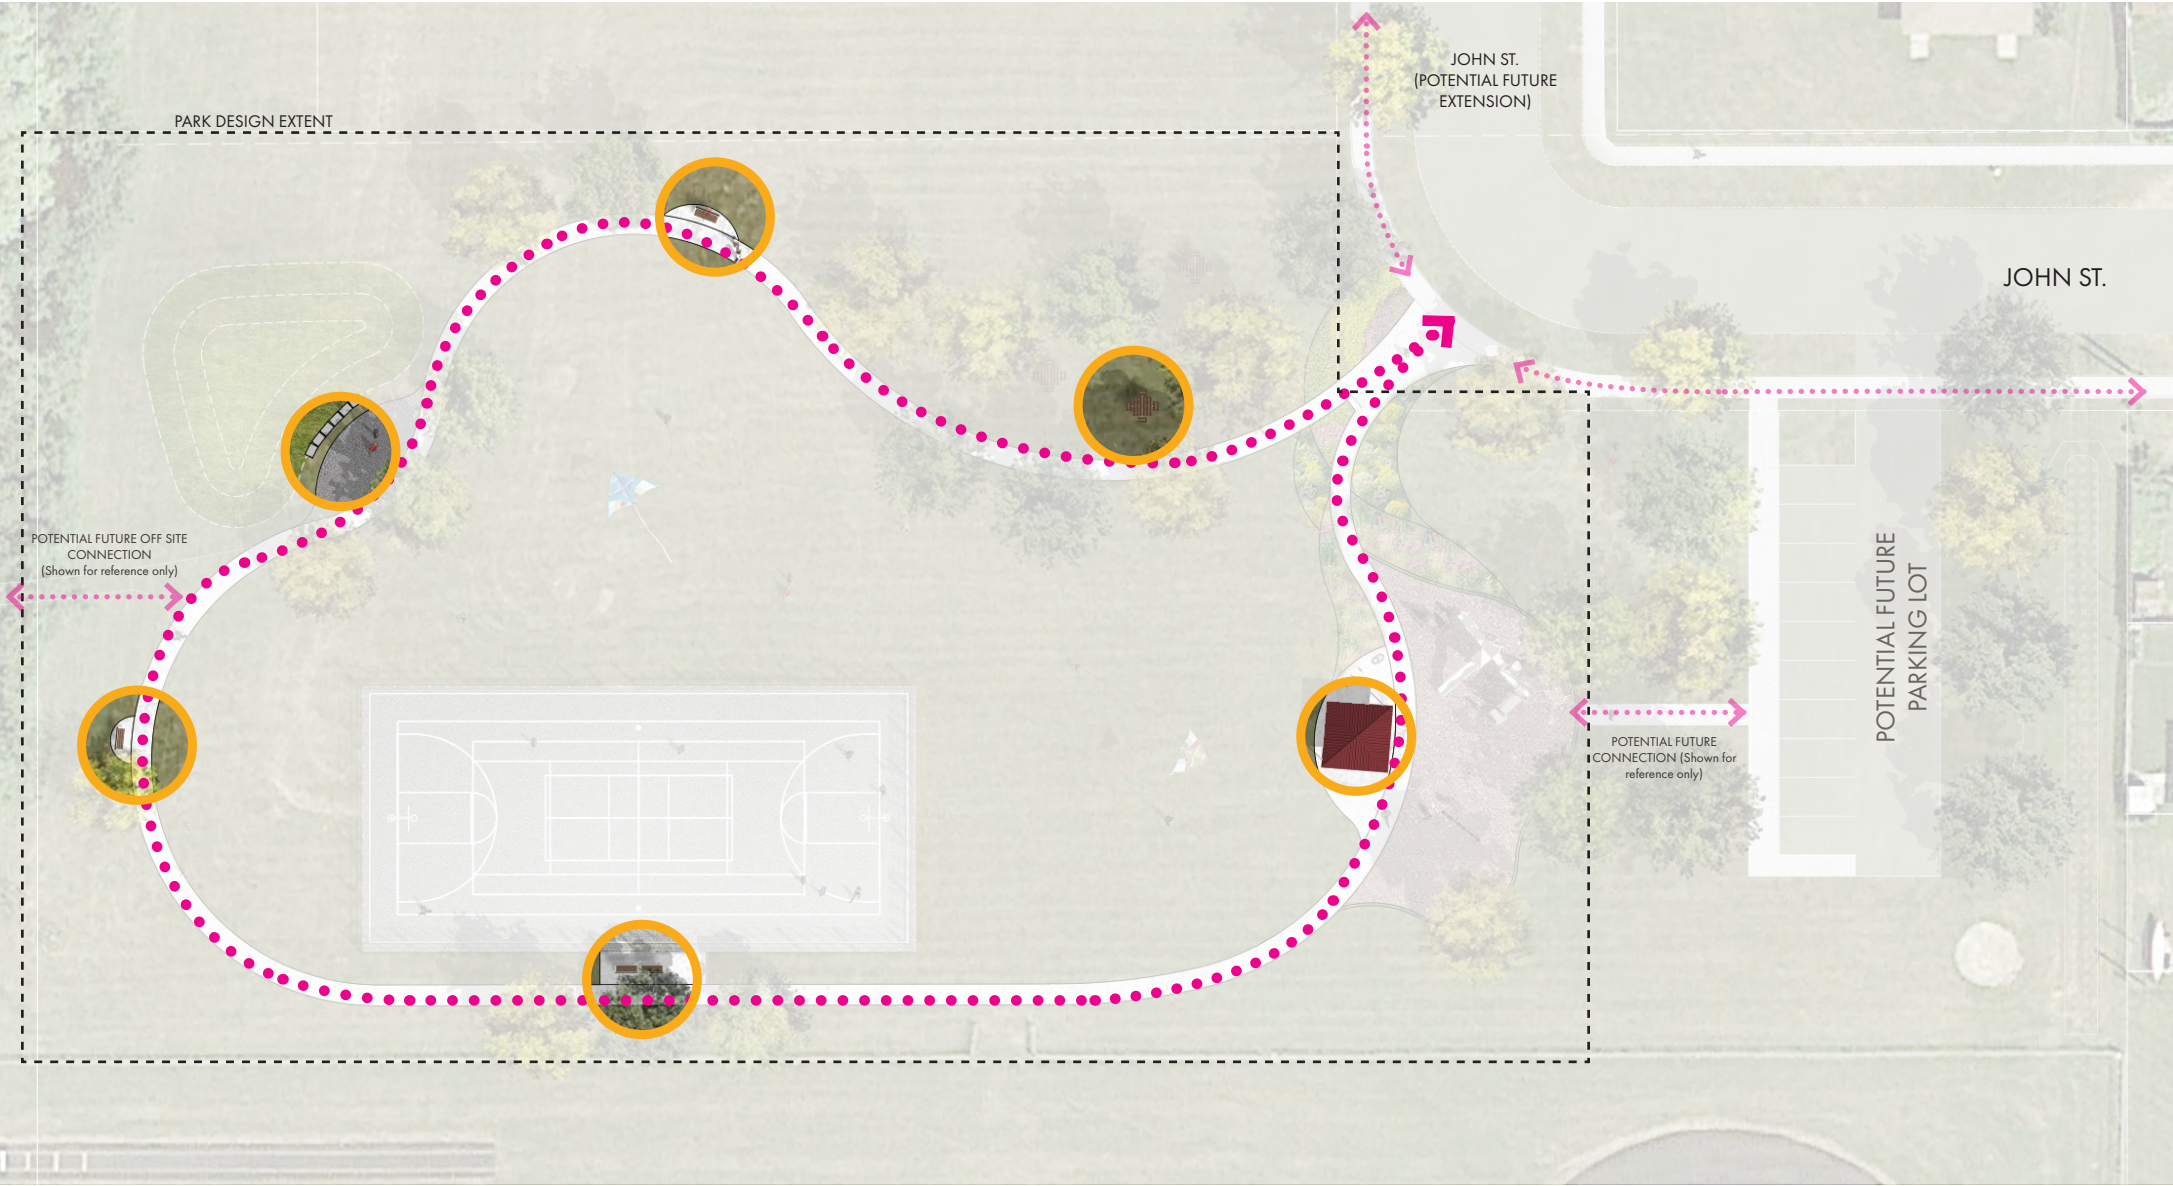 JOHN ST.
(POTENTIAL FUTURE
EXTENSION)
PARK DESIGN EXTENT
JOHN ST.
POTENTIAL FUTURE OFF SITE
CONNECTION
(Shown for reference only)
POTENTIAL FUTURE
PARKING LOT
POTENTIAL FUTURE
CONNECTION (Shown for
reference only)